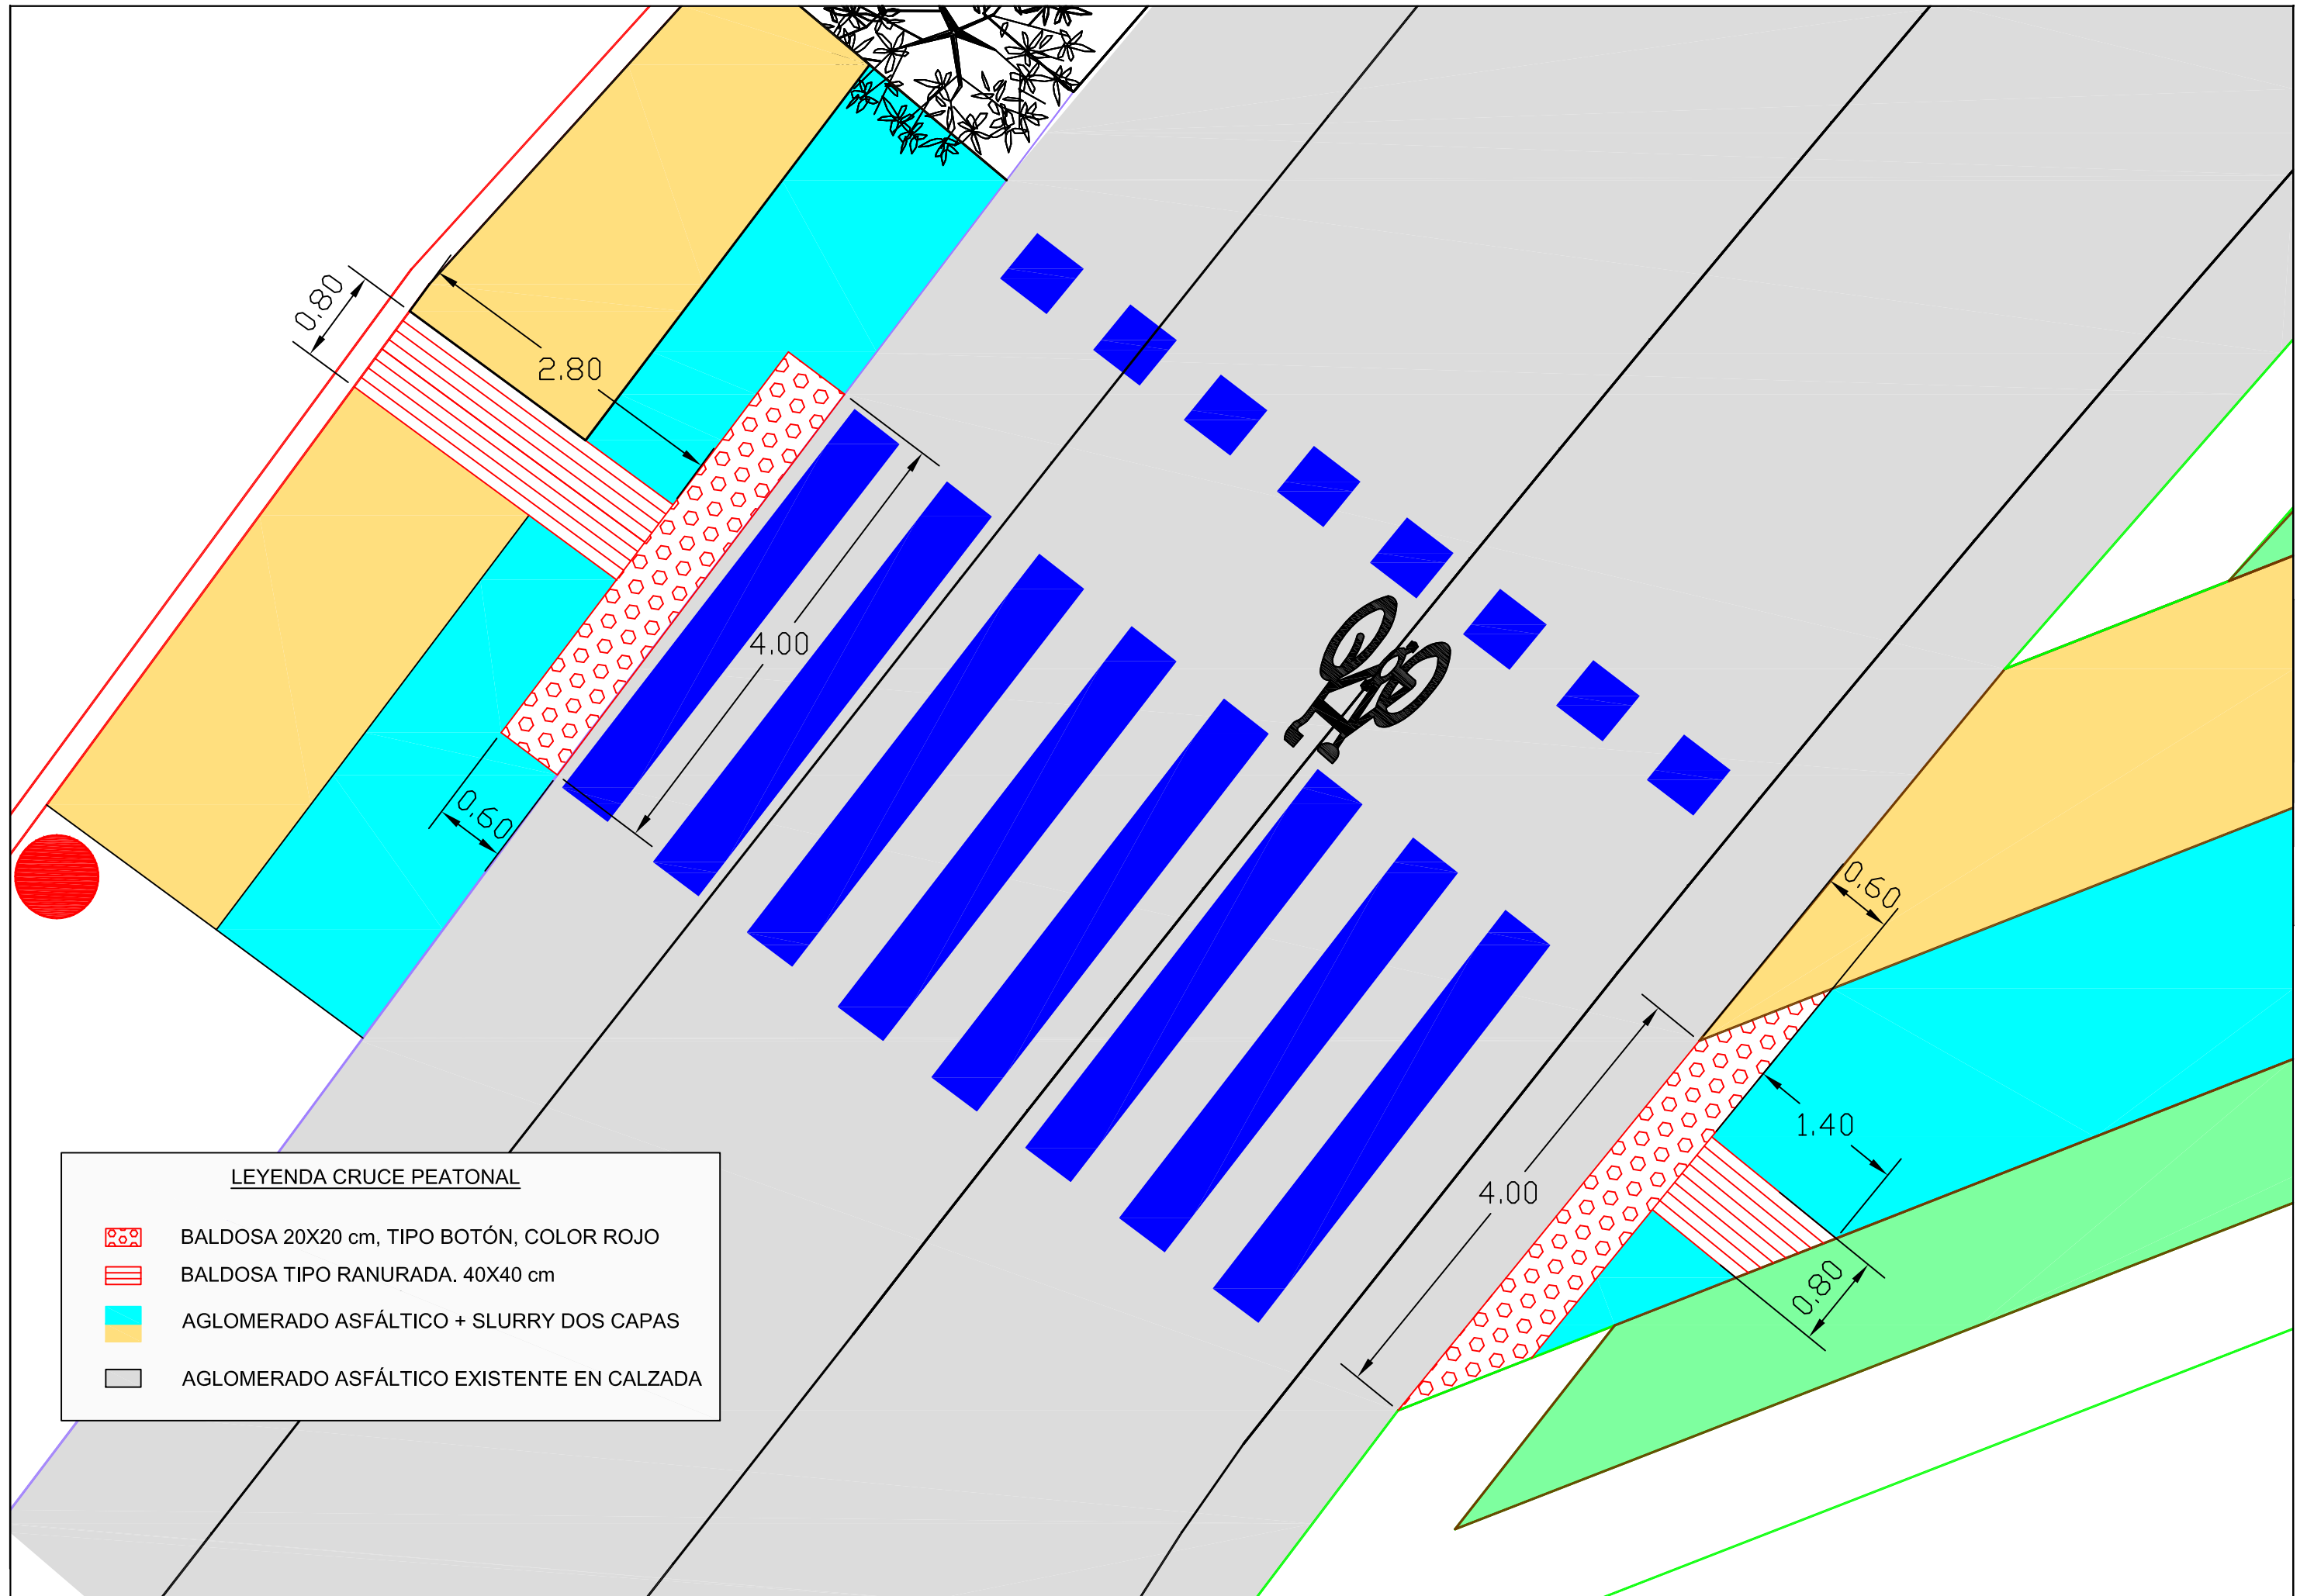 0.80
2.80
4.00
0.60
0.60
1.40
4.00
0.80
LEYENDA CRUCE PEATONAL
BALDOSA 20X20 cm, TIPO BOTÓN, COLOR ROJO
BALDOSA TIPO RANURADA. 40X40 cm
AGLOMERADO ASFÁLTICO + SLURRY DOS CAPAS
AGLOMERADO ASFÁLTICO EXISTENTE EN CALZADA